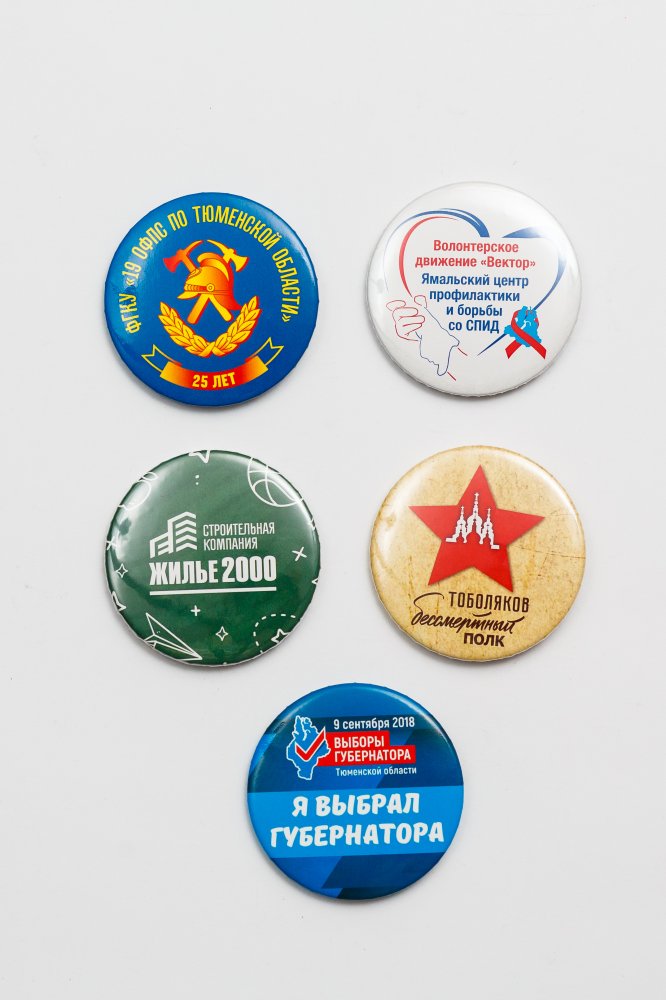 ФГКУ «19 ОФПС ПО ТЮМЕНСКОЙ ОБЛАСТИ»
25 ЛЕТ
Волонтерское
движение «Вектор»
Ямальский центр
профилактики
и борьбы
со СПИД
СТРОИТЕЛЬНАЯ
КОМПАНИЯ
ЖИЛЬЕ 2000
ТОБОЛЯКОВ
бессмертный
ПОЛК
9 сентября 2018
ВЫБОРЫ
ГУБЕРНАТОРА
Тюменской области
Я ВЫБРАЛ
ГУБЕРНАТОРА